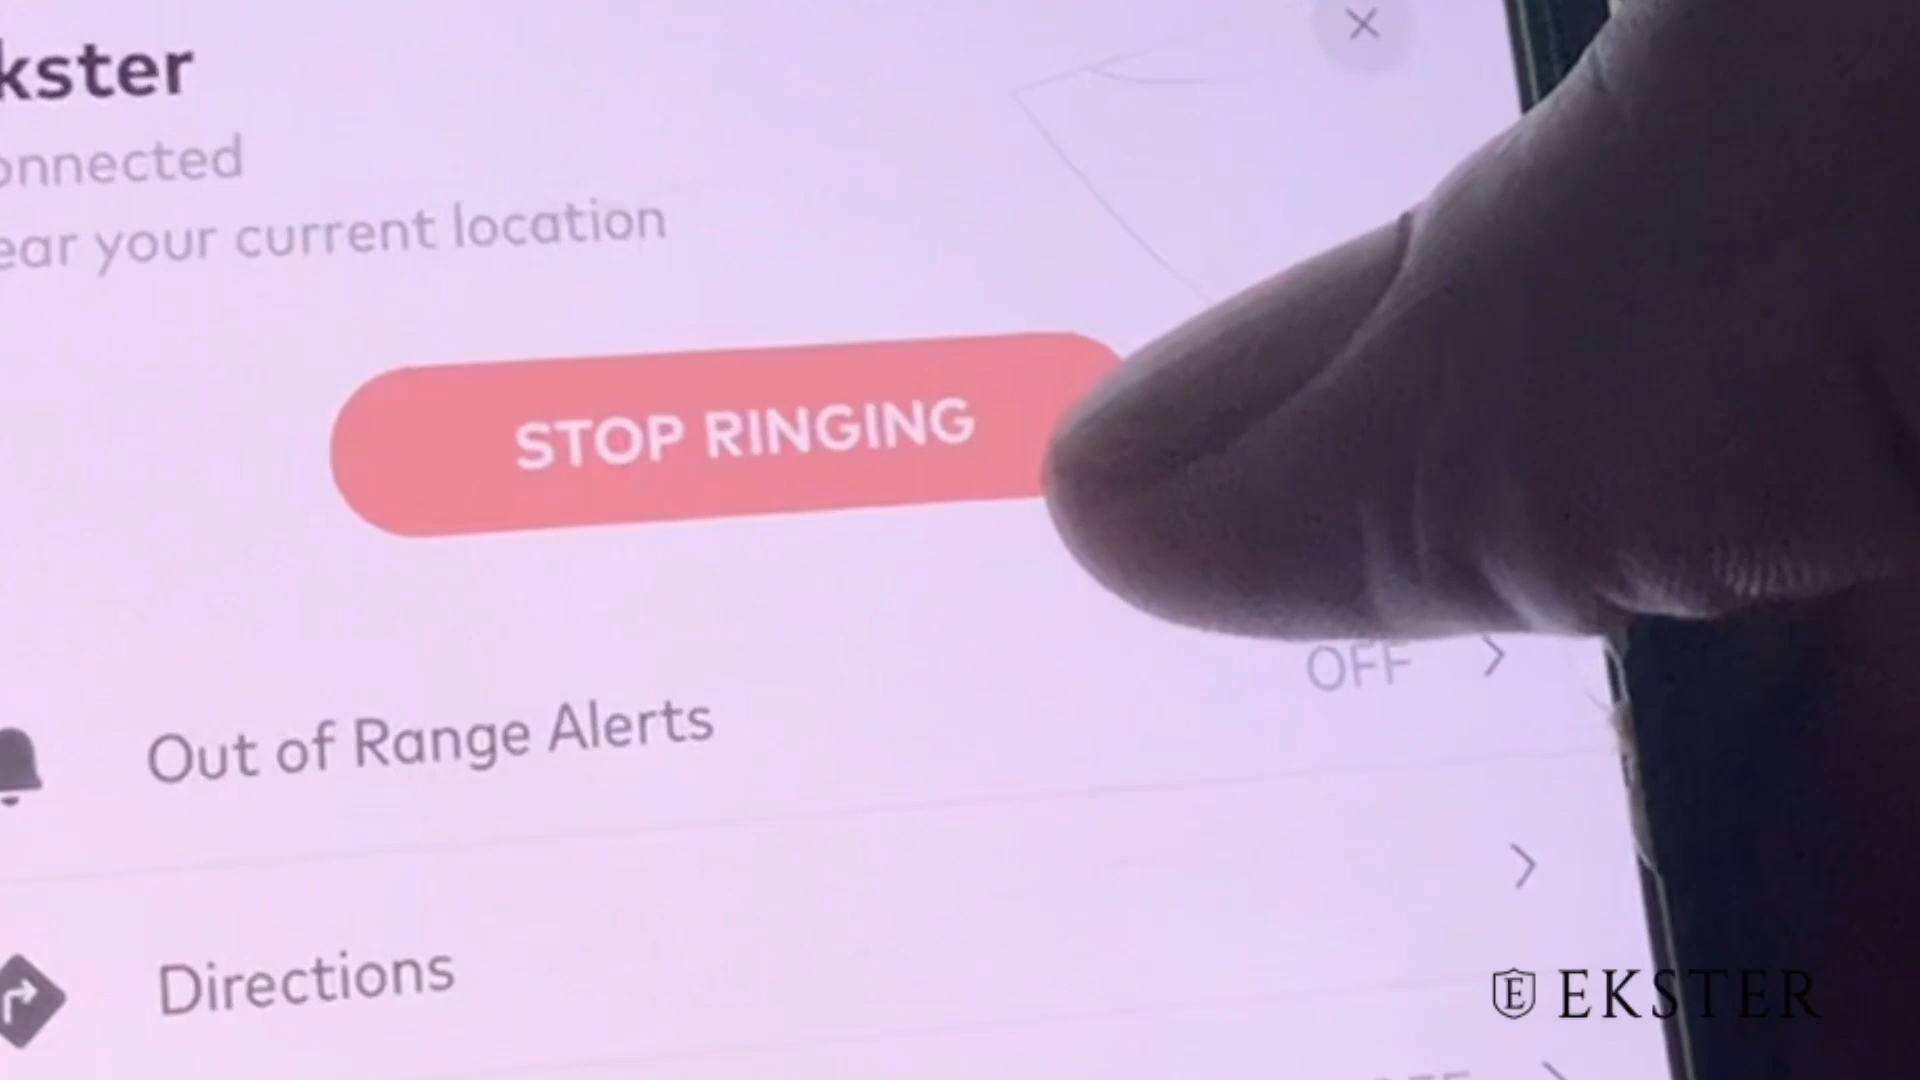 kster
onnected
ear your current location
STOP RINGING
OFF
Out of Range Alerts
Directions
E EKSTER